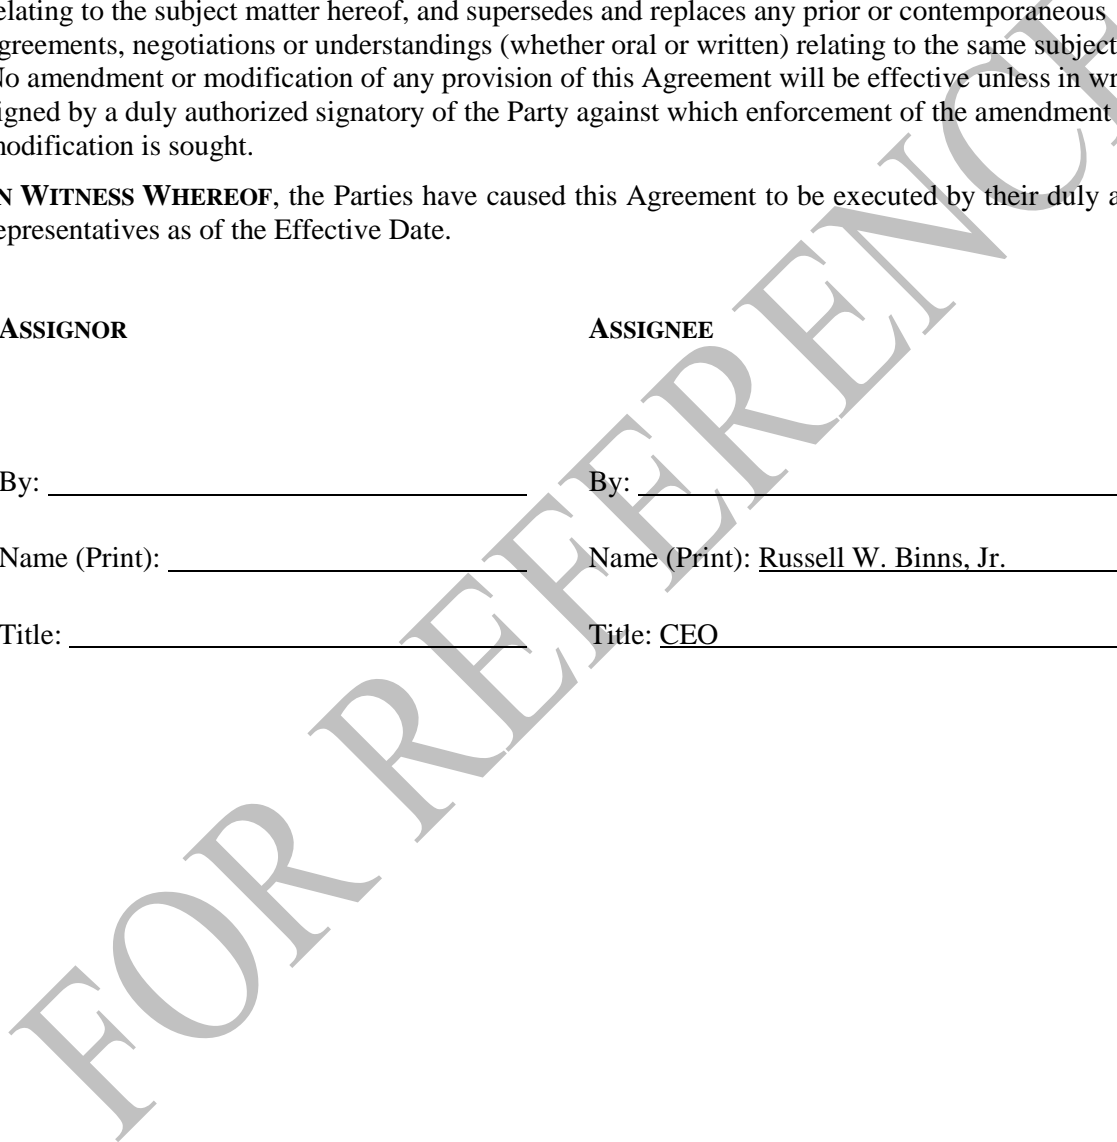 elating to the subject matter hereof, and supersedes and replaces any prior or contemporaneous
greements, negotiations or understandings (whether oral or written) relating to the same subject
No amendment or modification of any provision of this Agreement will be effective unless in wr
igned by a duly authorized signatory of the Party against which enforcement of the amendment
modification is sought.
N WITNESS WHEREOF, the Parties have caused this Agreement to be executed by their duly a
epresentatives as of the Effective Date.
ASSIGNOR ASSIGNEE
By: By:
Name (Print): Name (Print): Russell W. Binns, Jr.
Title: Title: CEO
FOR REFERENCE